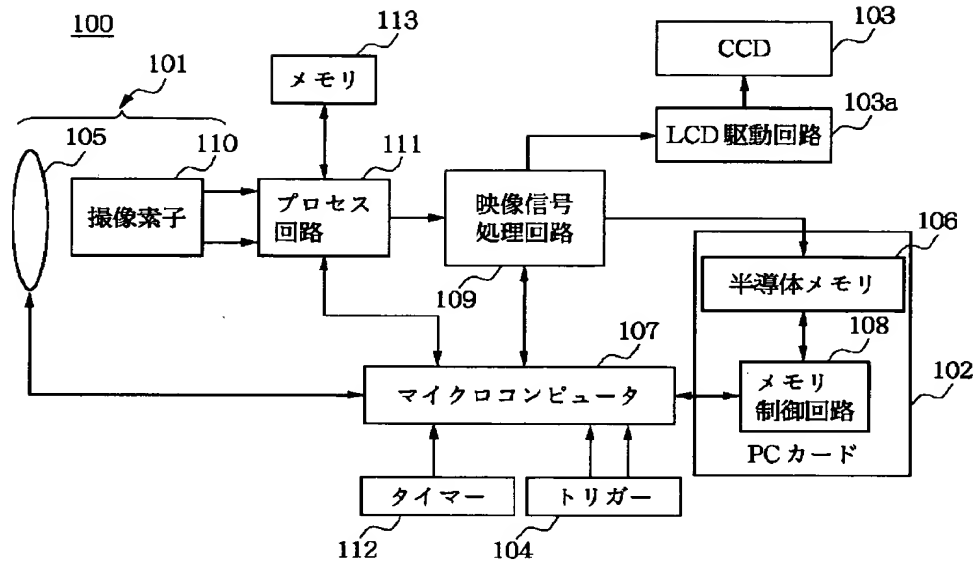 100
101
105
110
撮像素子
113
メモリ
111
プロセス
回路
109
映像信号
処理回路
103
CCD
103a
LCD駆動回路
106
半導体メモリ
108
メモリ
制御回路
102
PCカード
107
マイクロコンピュータ
タイマー
112
トリガー
104